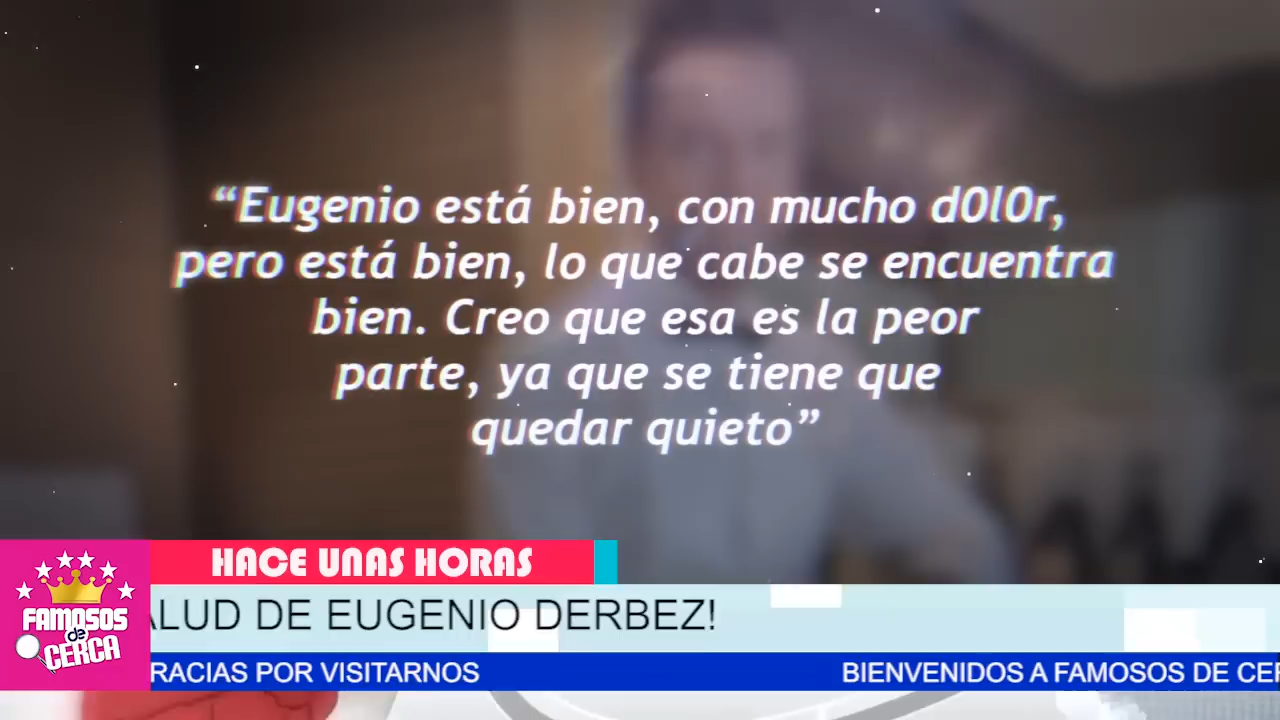 “Eugenio está bien, con mucho d0l0r,
pero está bien, lo que cabe se encuentra
bien. Creo que esa es la peor
parte, ya que se tiene que
quedar quieto”
HACE UNAS HORAS
ALUD DE EUGENIO DERBEZ!
FAMOSOS
de
CERCA
RACIAS POR VISITARNOS
BIENVENIDOS A FAMOSOS DE CER